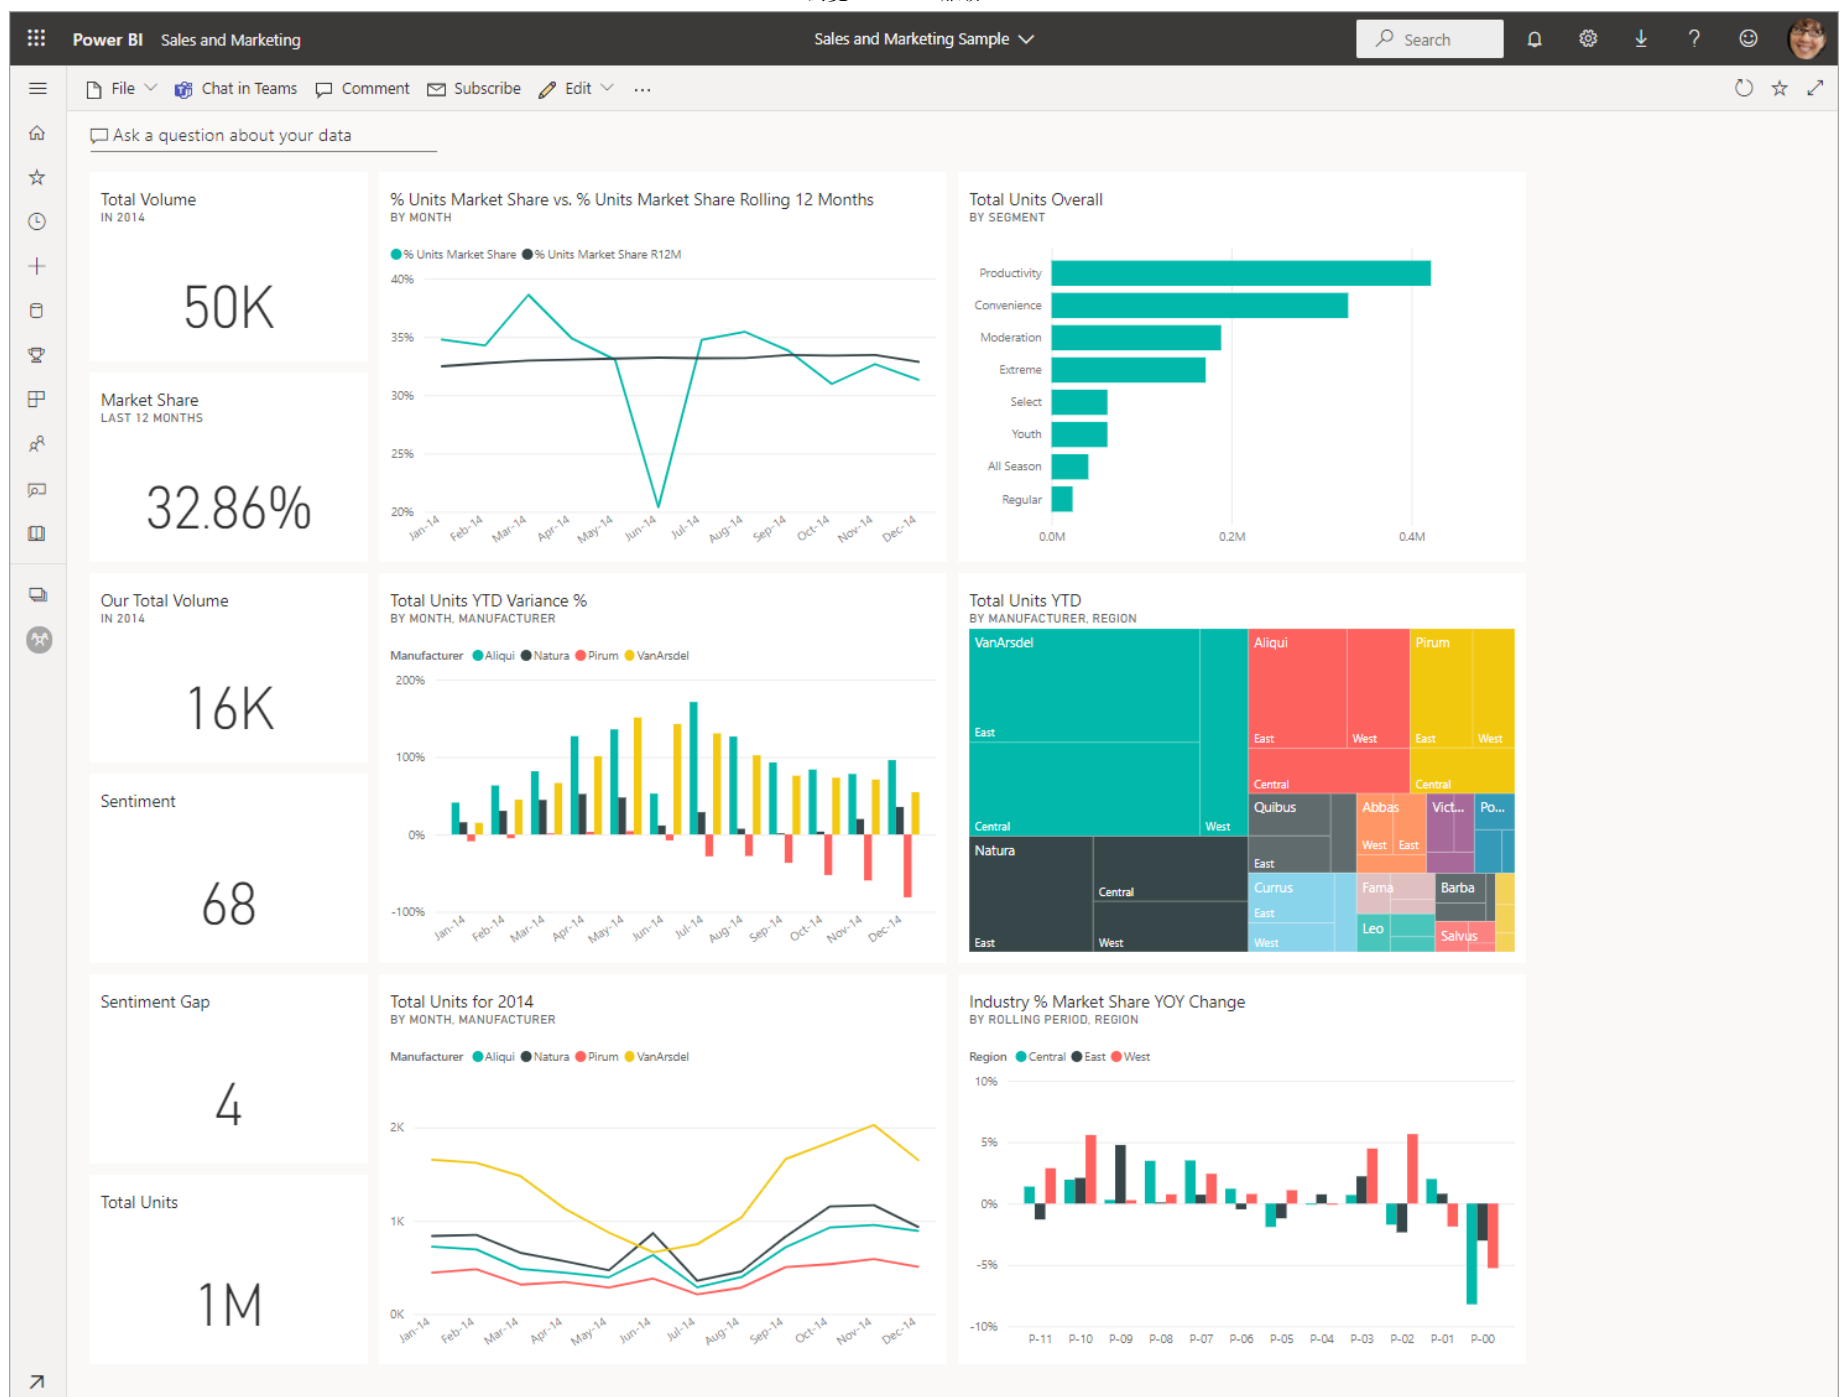 Power BI Sales and Marketing
Sales and Marketing Sample
Search
File
Chat in Teams
Comment
Subscribe
Edit
Ask a question about your data
Total Volume
IN 2014
50K
Market Share
LAST 12 MONTHS
32.86%
Our Total Volume
IN 2014
16K
Sentiment
68
Sentiment Gap
4
Total Units
1M
% Units Market Share vs. % Units Market Share Rolling 12 Months
BY MONTH
% Units Market Share % Units Market Share R12M
40%
35%
30%
25%
20%
Jan-14 Feb-14 Mar-14 Apr-14 May-14 Jun-14 Jul-14 Aug-14 Sep-14 Oct-14 Nov-14 Dec-14
Total Units Overall
BY SEGMENT
Productivity
Convenience
Moderation
Extreme
Select
Youth
All Season
Regular
0.0M 0.2M 0.4M
Total Units YTD Variance %
BY MONTH, MANUFACTURER
Manufacturer Aliqui Natura Pirum VanArsdel
200%
100%
0%
-100%
Jan-14 Feb-14 Mar-14 Apr-14 May-14 Jun-14 Jul-14 Aug-14 Sep-14 Oct-14 Nov-14 Dec-14
Total Units YTD
BY MANUFACTURER, REGION
VanArsdel
East
Central
West
Natura
East
Central
West
Aliqui
East
West
Central
Pirum
East
West
Central
Quibus
East
Abbas
West East
Vict...
Po...
Currus
East
West
Fama
Leo
Barba
Salvus
Total Units for 2014
BY MONTH, MANUFACTURER
Manufacturer Aliqui Natura Pirum VanArsdel
2K
1K
0K
Jan-14 Feb-14 Mar-14 Apr-14 May-14 Jun-14 Jul-14 Aug-14 Sep-14 Oct-14 Nov-14 Dec-14
Industry % Market Share YOY Change
BY ROLLING PERIOD, REGION
Region Central East West
10%
5%
0%
-5%
-10%
P-11 P-10 P-09 P-08 P-07 P-06 P-05 P-04 P-03 P-02 P-01 P-00